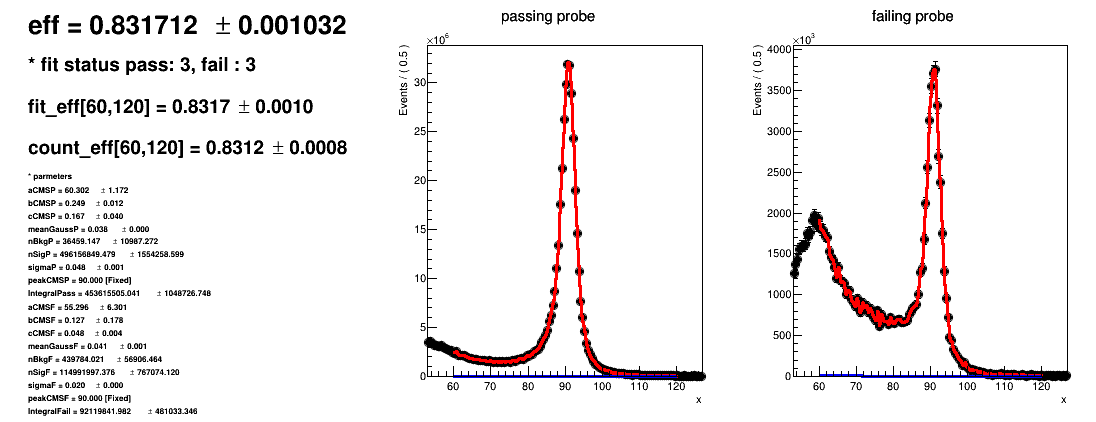 eff = 0.831712 ± 0.001032
* fit status pass: 3, fail : 3
fit_eff[60,120] = 0.8317 ± 0.0010
count_eff[60,120] = 0.8312 ± 0.0008
* parmeters
aCMSP = 60.302 ± 1.172
bCMSP = 0.249 ± 0.012
cCMSP = 0.167 ± 0.040
meanGaussP = 0.038 ± 0.000
nBkgP = 36459.147 ± 10987.272
nSigP = 496156849.479 ± 1554258.599
sigmaP = 0.048 ± 0.001
peakCMSP = 90.000 [Fixed]
IntegralPass = 453615505.041 ± 1048726.748
aCMSF = 55.296 ± 6.301
bCMSF = 0.127 ± 0.178
cCMSF = 0.048 ± 0.004
meanGaussF = 0.041 ± 0.001
nBkgF = 439784.021 ± 56906.464
nSigF = 114991997.376 ± 767074.120
sigmaF = 0.020 ± 0.000
peakCMSF = 90.000 [Fixed]
IntegralFail = 92119841.982 ± 481033.346
passing probe
×10⁶
Events / ( 0.5 )
30
25
20
15
10
5
0
60 70 80 90 100 110 120
x
failing probe
×10³
Events / ( 0.5 )
4000
3500
3000
2500
2000
1500
1000
500
0
60 70 80 90 100 110 120
x